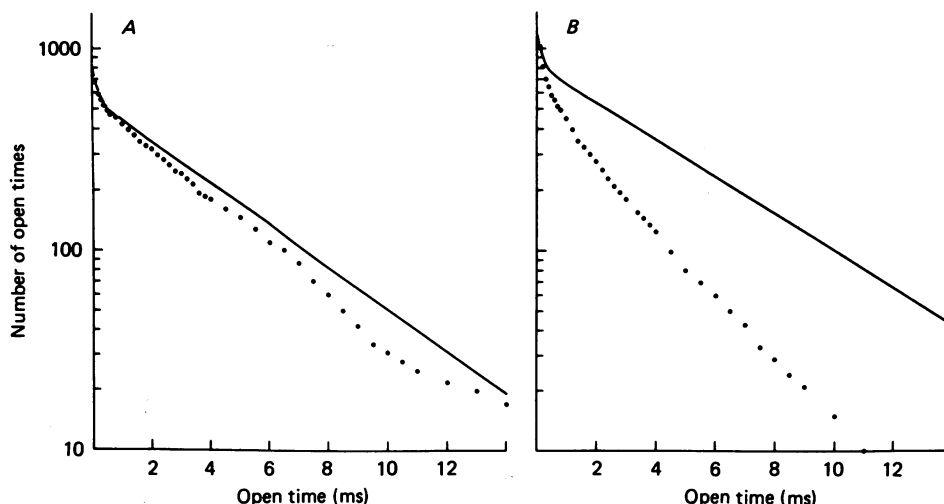 A
B
1000
100
10
Number of open times
2 4 6 8 10 12
2 4 6 8 10 12
Open time (ms)
Open time (ms)